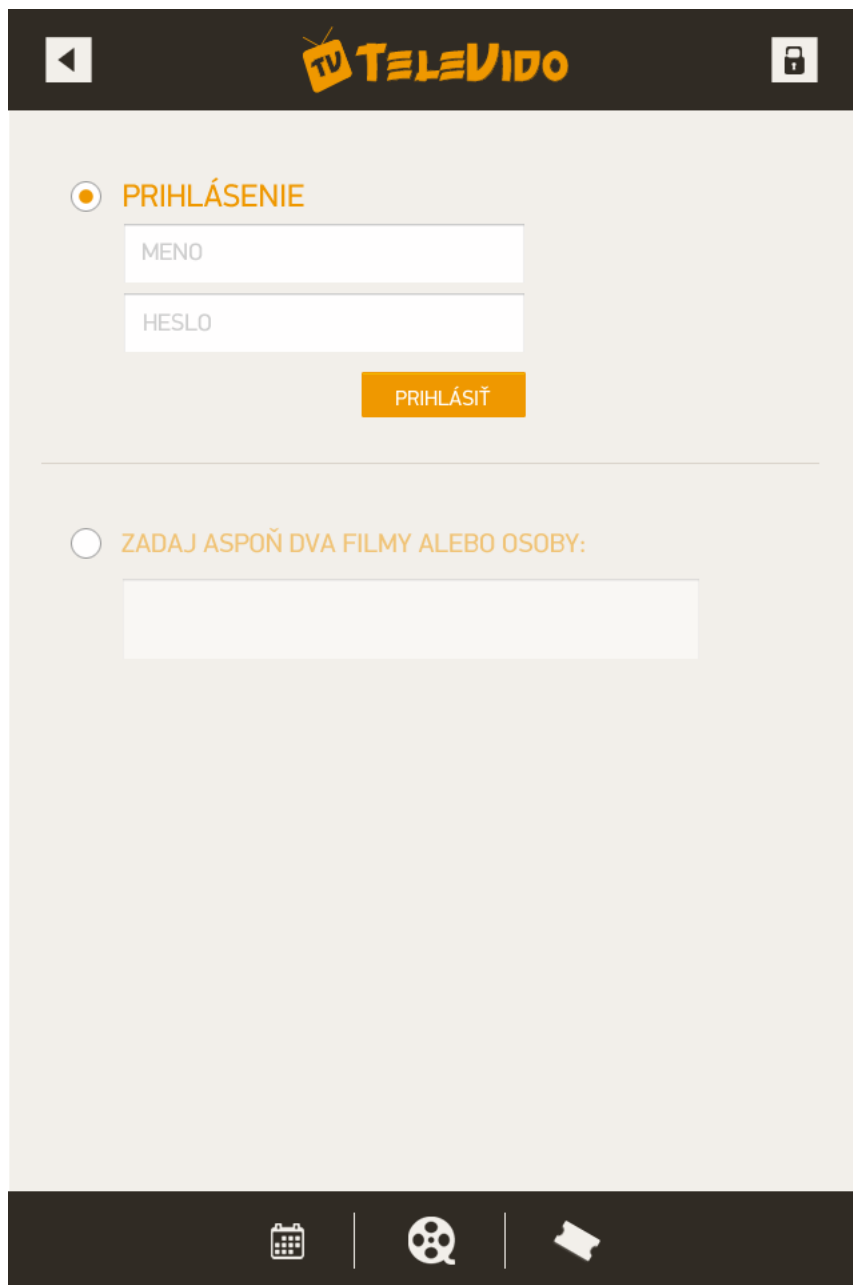 TV TELEVIDO
PRIHLÁSENIE
MENO
HESLO
PRIHLÁSIŤ
ZADAJ ASPOŇ DVA FILMY ALEBO OSOBY: